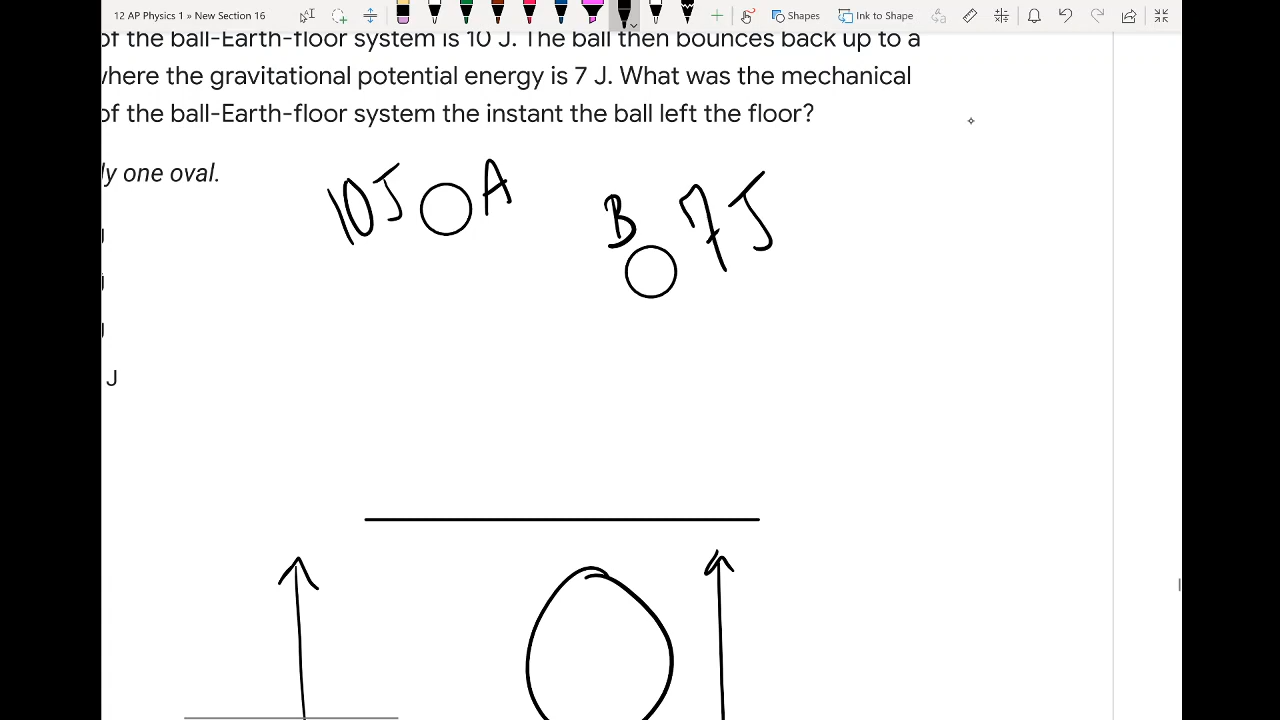 12 AP Physics 1 » New Section 16
Shapes
Ink to Shape
of the ball-Earth-floor system is 10 J. The ball then bounces back up to a
where the gravitational potential energy is 7 J. What was the mechanical
of the ball-Earth-floor system the instant the ball left the floor?
ly one oval.
10J A
B 7J
J